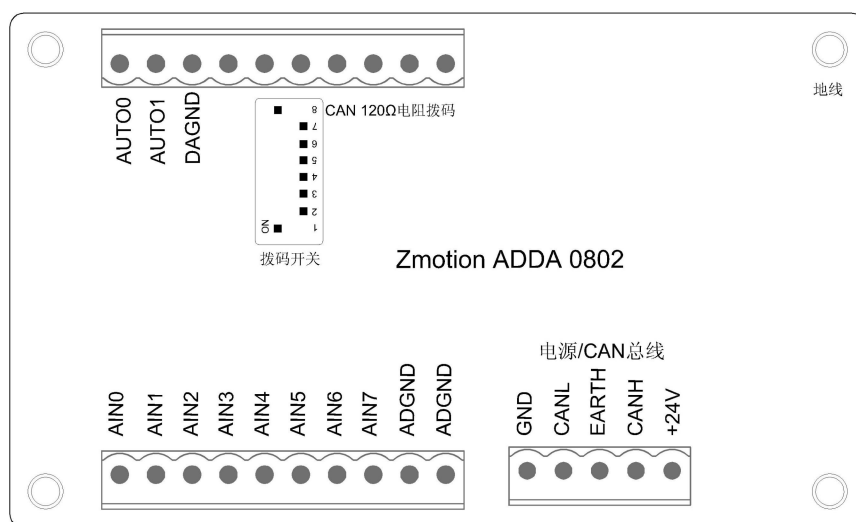 AUTO0
AUTO1
DAGND
地线
8 CAN 120Ω电阻拨码
7
6
5
4
3
2
1
ON
拨码开关
Zmotion ADDA 0802
电源/CAN总线
AIN0
AIN1
AIN2
AIN3
AIN4
AIN5
AIN6
AIN7
ADGND
ADGND
GND
CANL
EARTH
CANH
+24V